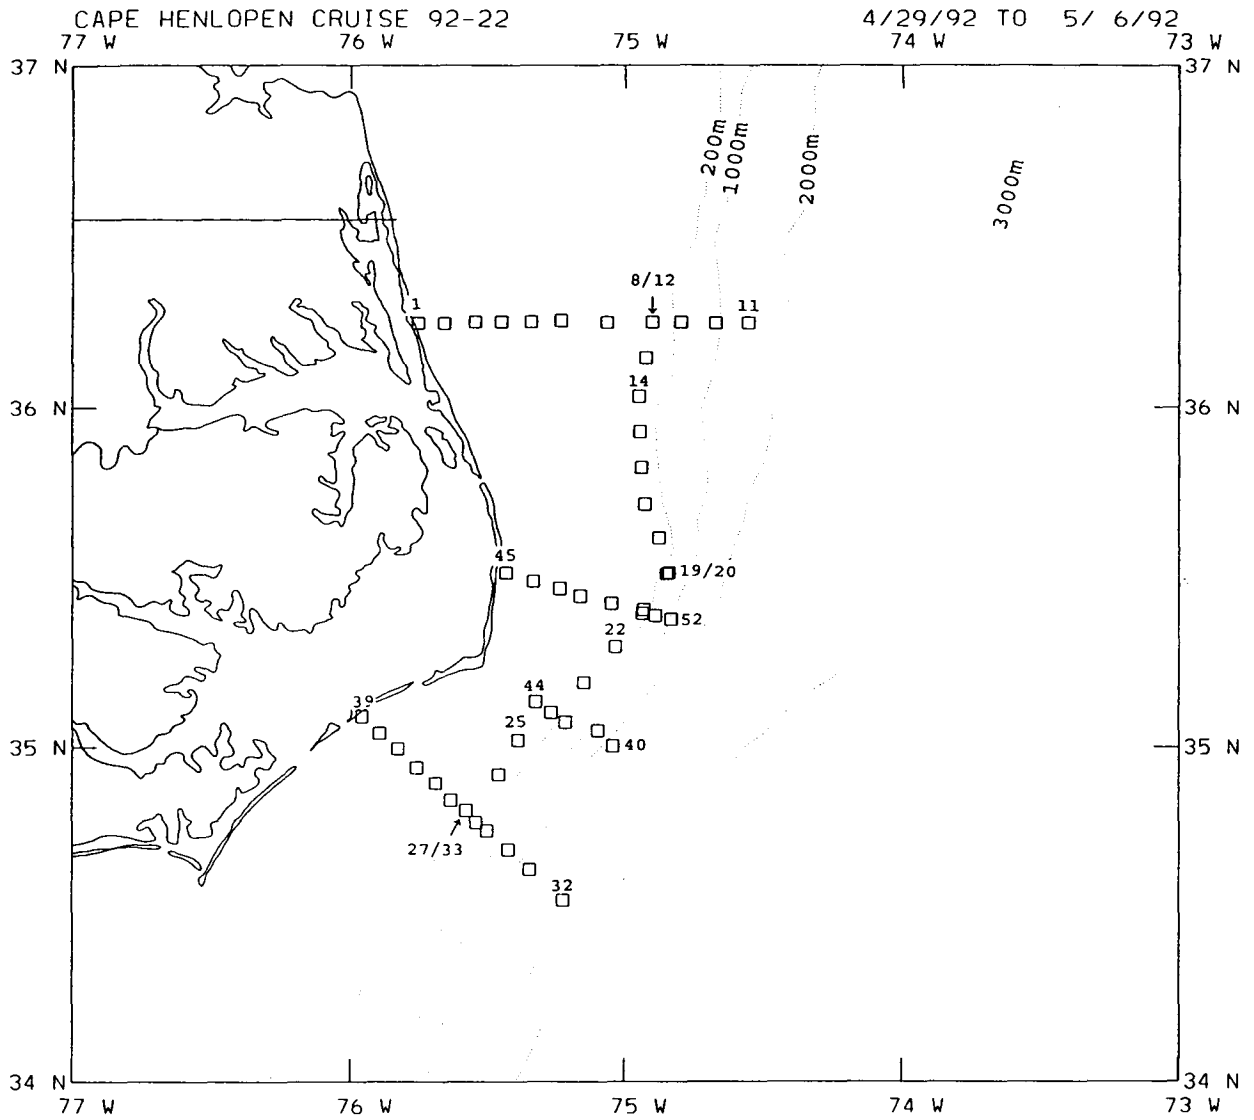 CAPE HENLOPEN CRUISE 92-22
4/29/92 TO 5/ 6/92
77 W
76 W
75 W
74 W
73 W
37 N
37 N
200m
1000m
2000m
3000m
8/12
1
11
14
36 N
36 N
45
19/20
52
22
44
39
25
40
35 N
35 N
27/33
32
34 N
34 N
77 W
76 W
75 W
74 W
73 W